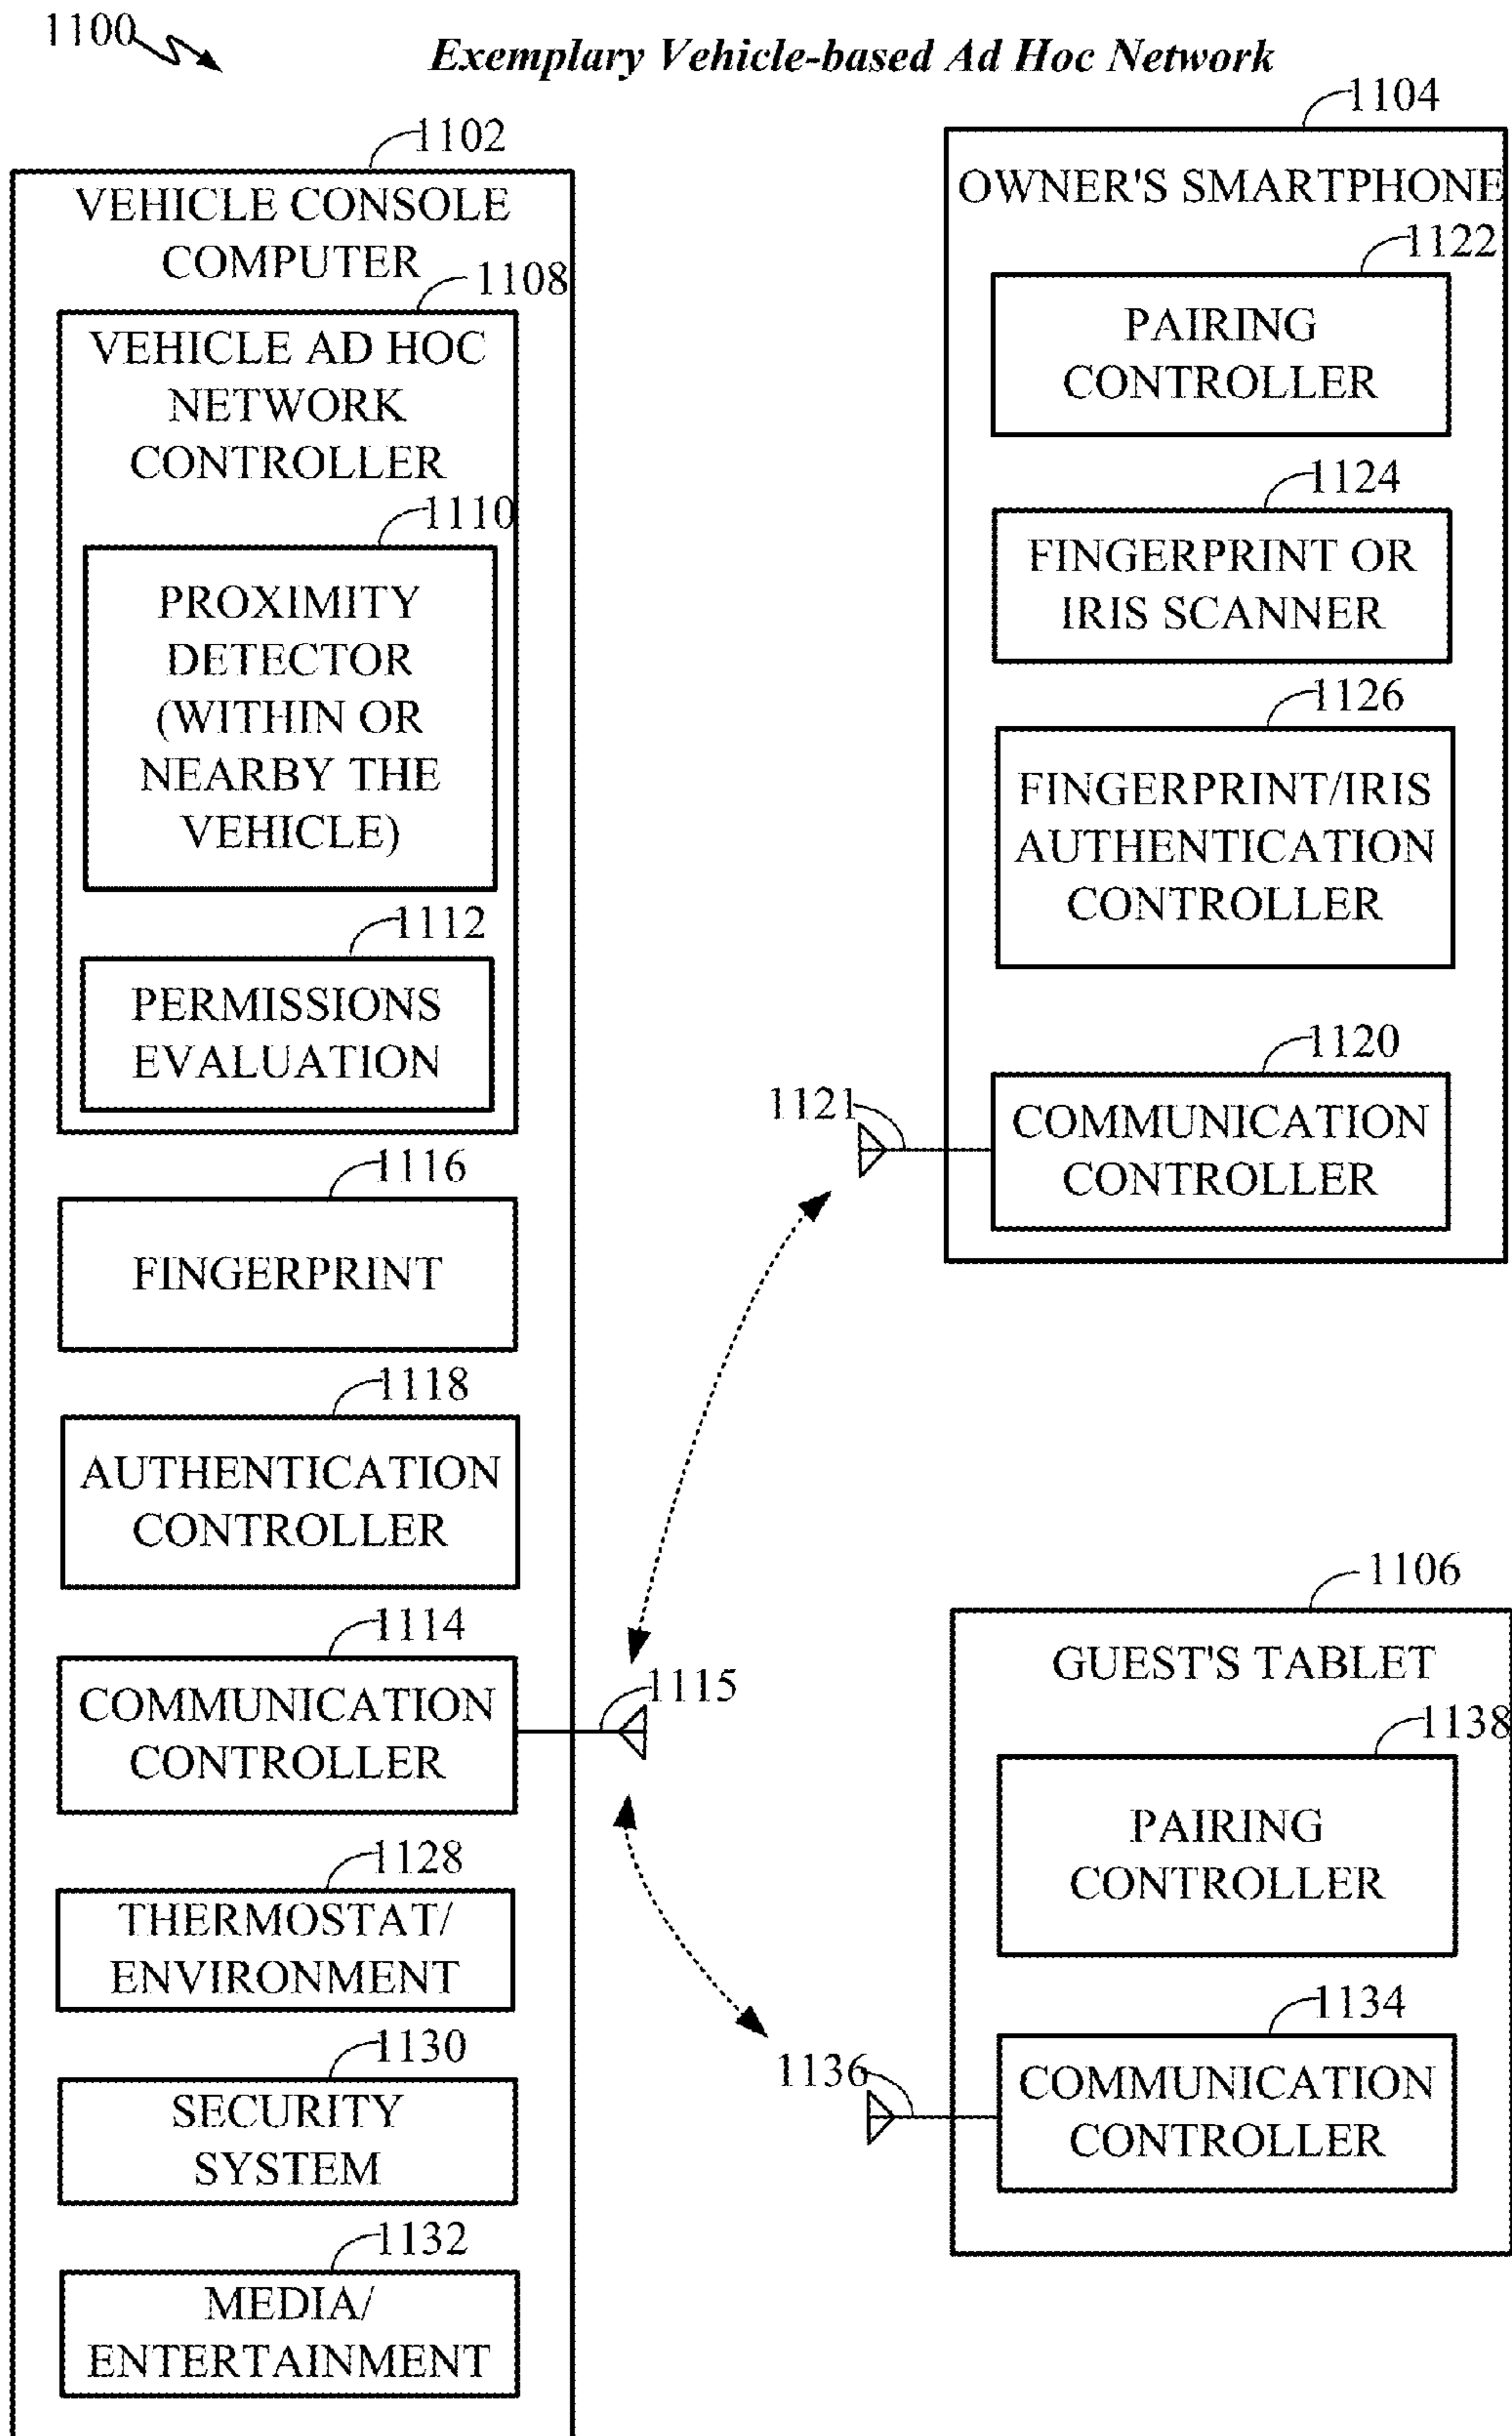 1100
Exemplary Vehicle-based Ad Hoc Network
1102
VEHICLE CONSOLE
COMPUTER
1108
VEHICLE AD HOC
NETWORK
CONTROLLER
1110
PROXIMITY
DETECTOR
(WITHIN OR
NEARBY THE
VEHICLE)
1112
PERMISSIONS
EVALUATION
1116
FINGERPRINT
1118
AUTHENTICATION
CONTROLLER
1114
COMMUNICATION
CONTROLLER
1115
1128
THERMOSTAT/
ENVIRONMENT
1130
SECURITY
SYSTEM
1132
MEDIA/
ENTERTAINMENT
1104
OWNER'S SMARTPHONE
1122
PAIRING
CONTROLLER
1124
FINGERPRINT OR
IRIS SCANNER
1126
FINGERPRINT/IRIS
AUTHENTICATION
CONTROLLER
1120
1121
COMMUNICATION
CONTROLLER
1106
GUEST'S TABLET
1138
PAIRING
CONTROLLER
1134
1136
COMMUNICATION
CONTROLLER